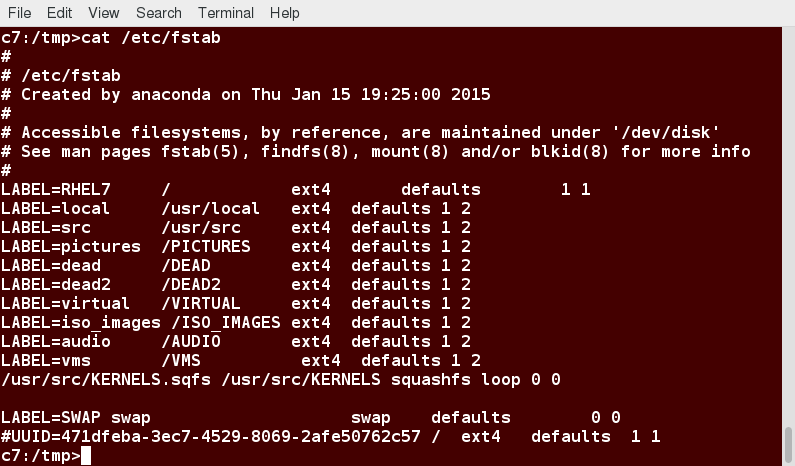 File Edit View Search Terminal Help
c7:/tmp>cat /etc/fstab
#
# /etc/fstab
# Created by anaconda on Thu Jan 15 19:25:00 2015
#
# Accessible filesystems, by reference, are maintained under '/dev/disk'
# See man pages fstab(5), findfs(8), mount(8) and/or blkid(8) for more info
#
LABEL=RHEL7     /            ext4       defaults        1 1
LABEL=local     /usr/local   ext4  defaults 1 2
LABEL=src       /usr/src     ext4  defaults 1 2
LABEL=pictures  /PICTURES    ext4  defaults 1 2
LABEL=dead      /DEAD        ext4  defaults 1 2
LABEL=dead2     /DEAD2       ext4  defaults 1 2
LABEL=virtual   /VIRTUAL     ext4  defaults 1 2
LABEL=iso_images /ISO_IMAGES ext4  defaults 1 2
LABEL=audio     /AUDIO       ext4  defaults 1 2
LABEL=vms       /VMS          ext4  defaults 1 2
/usr/src/KERNELS.sqfs /usr/src/KERNELS squashfs loop 0 0

LABEL=SWAP swap                    swap    defaults        0 0
#UUID=471dfeba-3ec7-4529-8069-2afe50762c57 /  ext4   defaults  1 1
c7:/tmp>